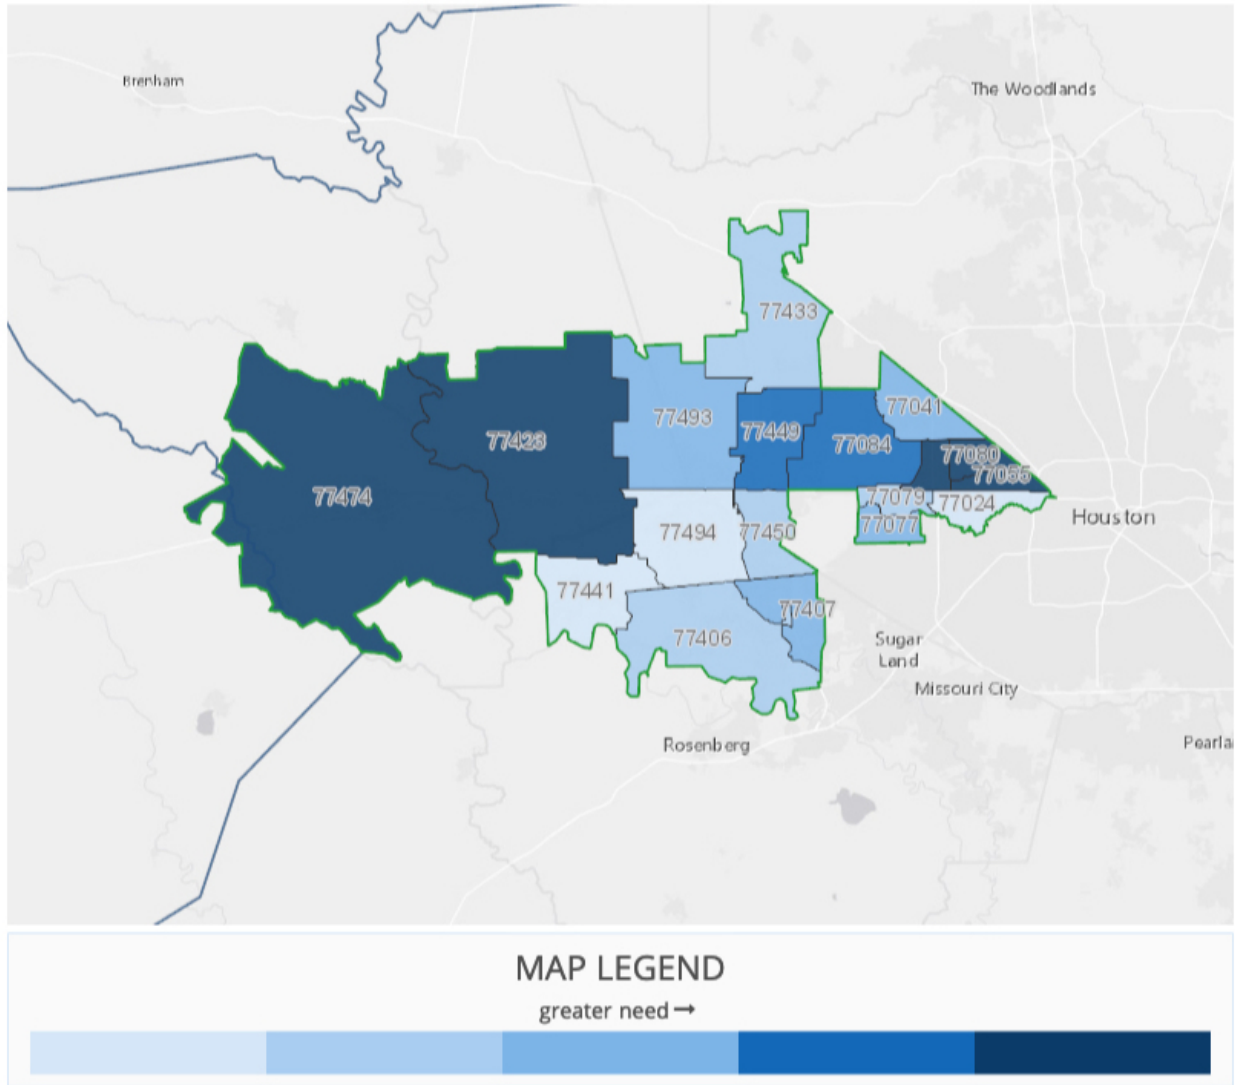 Brenham
The Woodlands
77433
77041
77493
77449
77084
77080
77055
77423
77474
77079
77024
77077
Houston
77494
77450
77441
77407
77406
Sugar
Land
Missouri City
Rosenberg
Pearla
MAP LEGEND
greater need →